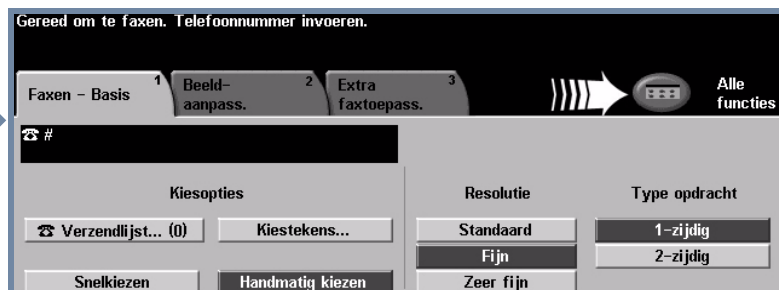 Gereed om te faxen. Telefoonnummer invoeren.
Faxen - Basis 1
Beeld-aanpass. 2
Extra faxtoepass. 3
Alle functies
☎ #
Kiesopties
☎ Verzendlijst... (0)
Kiestekens...
Snelkiezen
Handmatig kiezen
Resolutie
Standaard
Fijn
Zeer fijn
Type opdracht
1-zijdig
2-zijdig